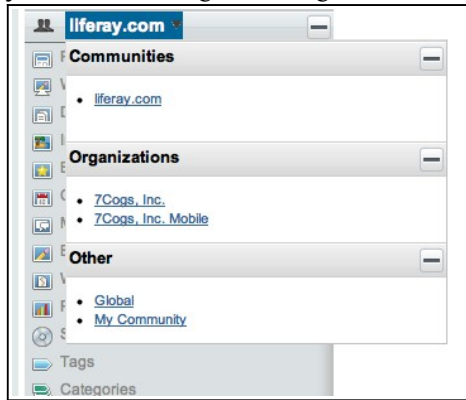 liferay.com
Communities
liferay.com
Organizations
7Cogs, Inc.
7Cogs, Inc. Mobile
Other
Global
My Community
Tags
Categories